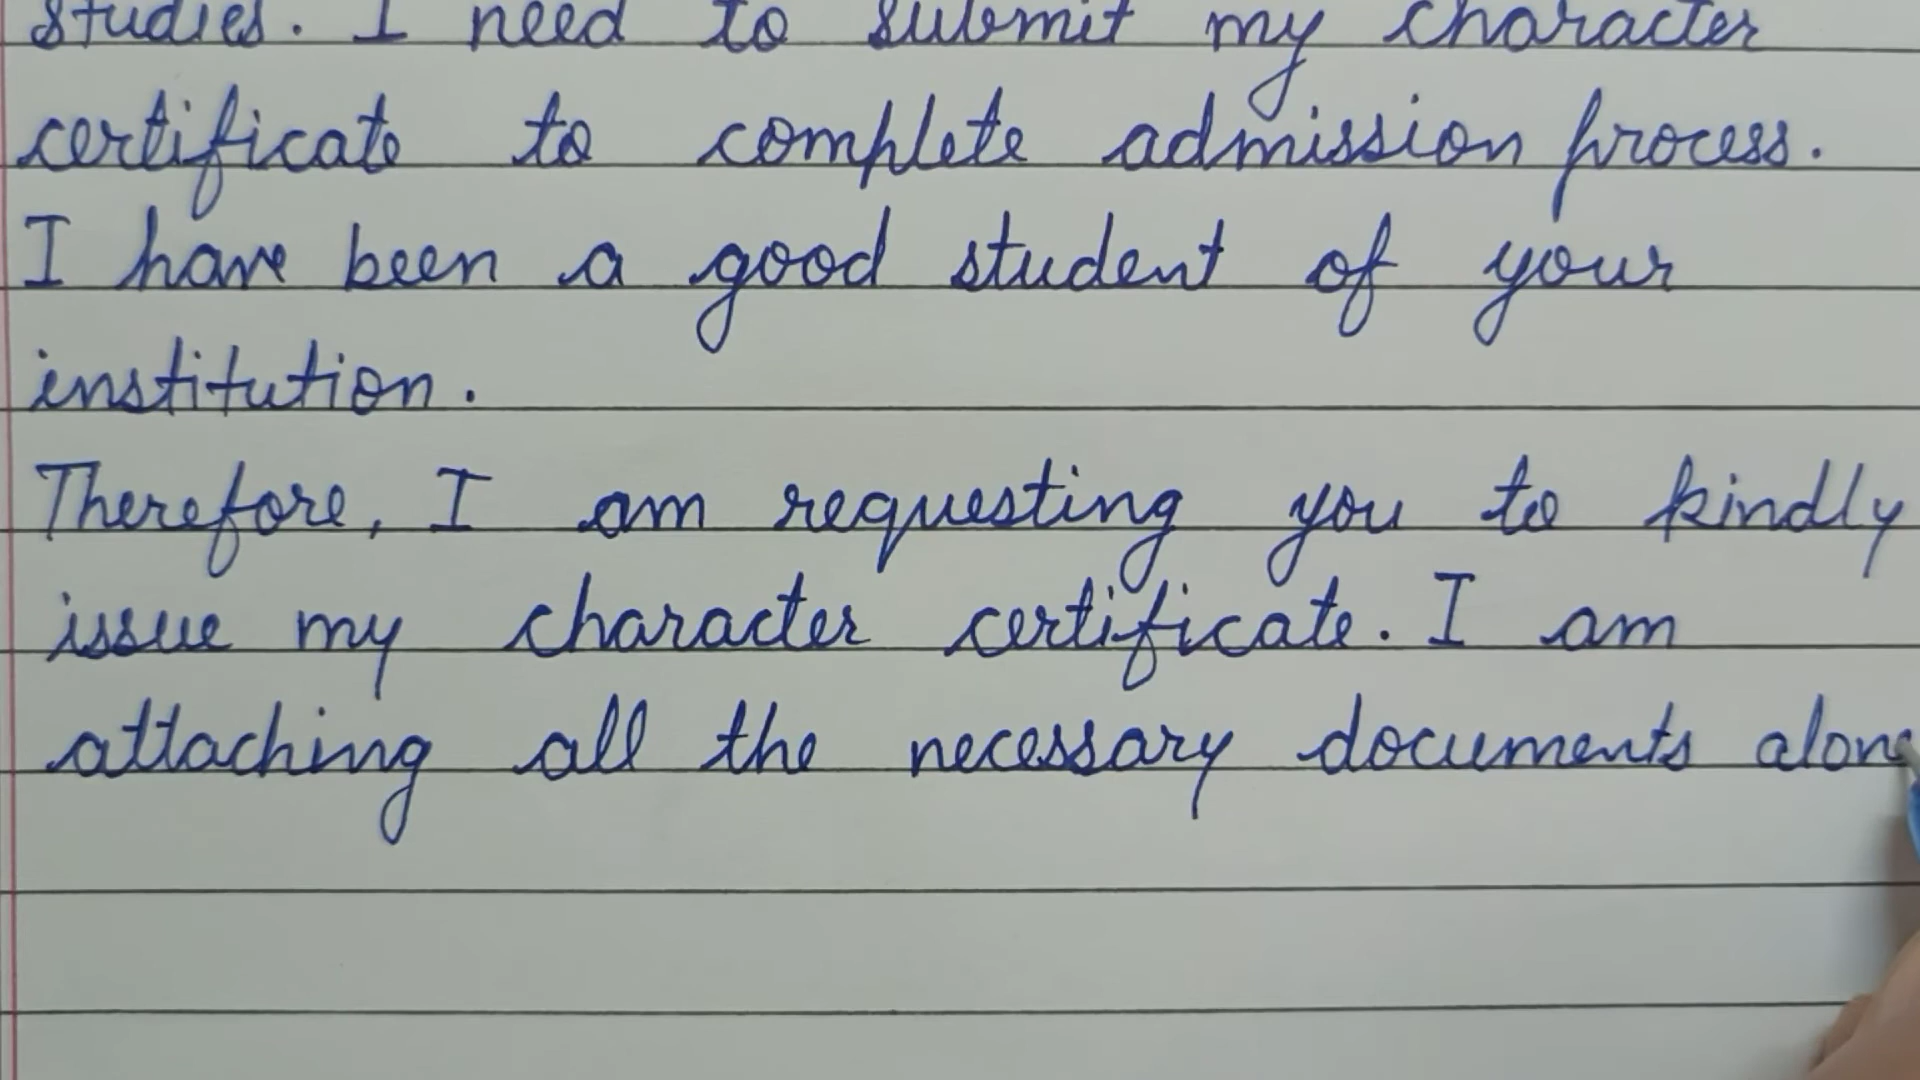 studies. I need to submit my character
certificate to complete admission process.
I have been a good student of your
institution.
Therefore, I am requesting you to kindly
issue my character certificate. I am
attaching all the necessary documents along